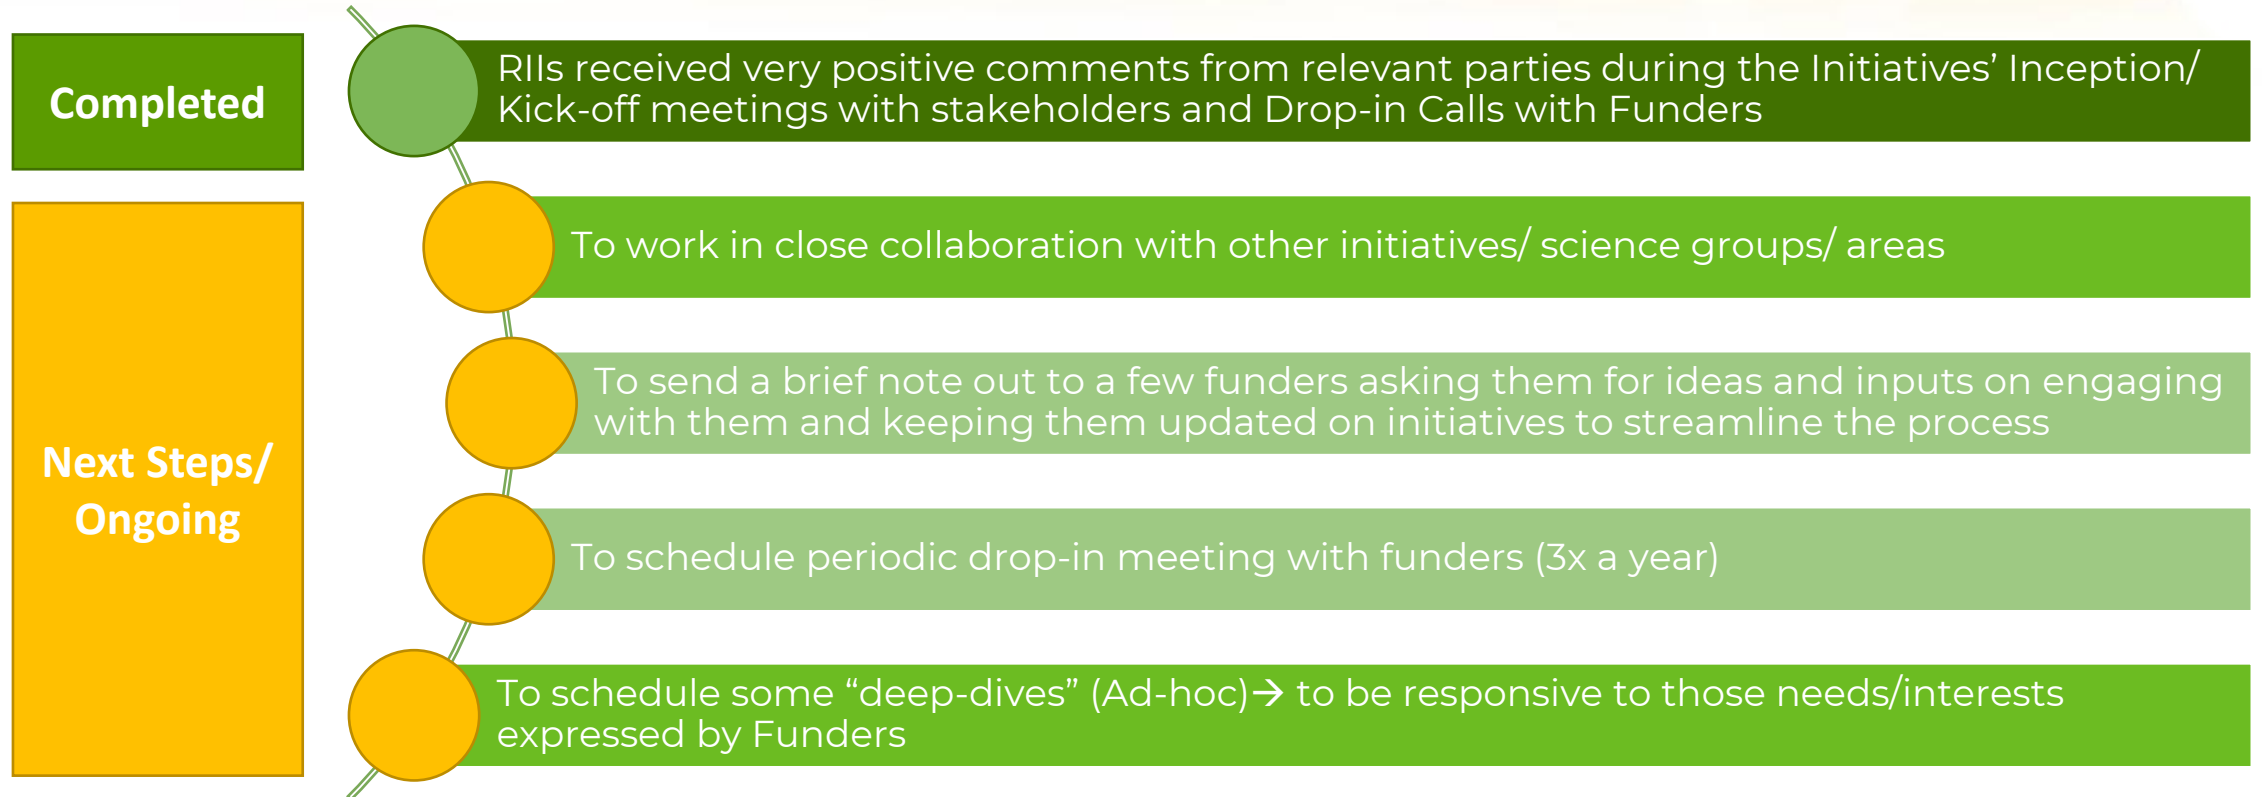 Completed
RIIs received very positive comments from relevant parties during the Initiatives’ Inception/
Kick-off meetings with stakeholders and Drop-in Calls with Funders
Next Steps/
Ongoing
To work in close collaboration with other initiatives/ science groups/ areas
To send a brief note out to a few funders asking them for ideas and inputs on engaging
with them and keeping them updated on initiatives to streamline the process
To schedule periodic drop-in meeting with funders (3x a year)
To schedule some “deep-dives” (Ad-hoc)→ to be responsive to those needs/interests
expressed by Funders